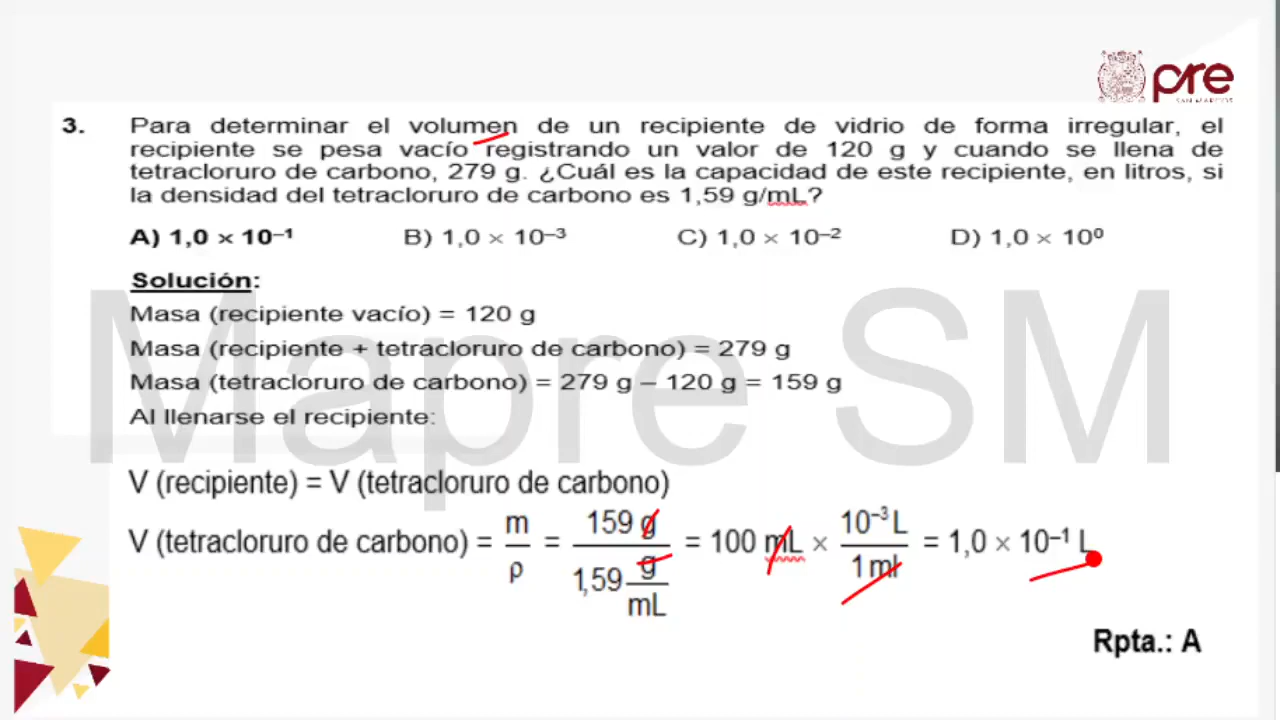 pre
SAN MARCOS
3. Para determinar el volumen de un recipiente de vidrio de forma irregular, el
recipiente se pesa vacío registrando un valor de 120 g y cuando se llena de
tetracloruro de carbono, 279 g. ¿Cuál es la capacidad de este recipiente, en litros, si
la densidad del tetracloruro de carbono es 1,59 g/mL?
A) 1,0 × 10⁻¹ B) 1,0 × 10⁻³ C) 1,0 × 10⁻² D) 1,0 × 10⁰
Solución:
Masa (recipiente vacío) = 120 g
Masa (recipiente + tetracloruro de carbono) = 279 g
Masa (tetracloruro de carbono) = 279 g – 120 g = 159 g
Al llenarse el recipiente:
Mapre SM
V (recipiente) = V (tetracloruro de carbono)
V (tetracloruro de carbono) = m/ρ = 159 g / 1,59 g/mL = 100 mL × 10⁻³ L / 1 ml = 1,0 × 10⁻¹ L
Rpta.: A